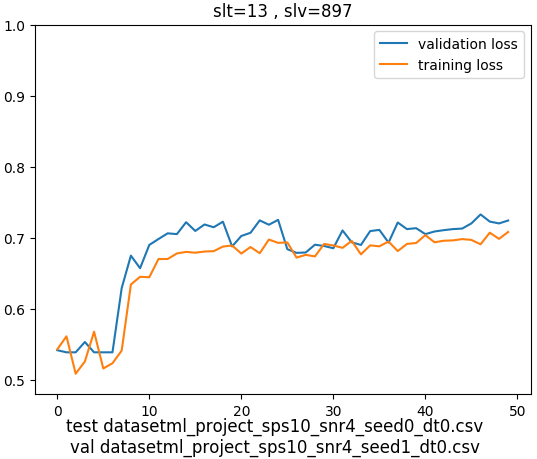 slt=13 , slv=897
1.0
0.9
0.8
0.7
0.6
0.5
validation loss
training loss
0 10 20 30 40 50
test datasetml_project_sps10_snr4_seed0_dt0.csv
val datasetml_project_sps10_snr4_seed1_dt0.csv